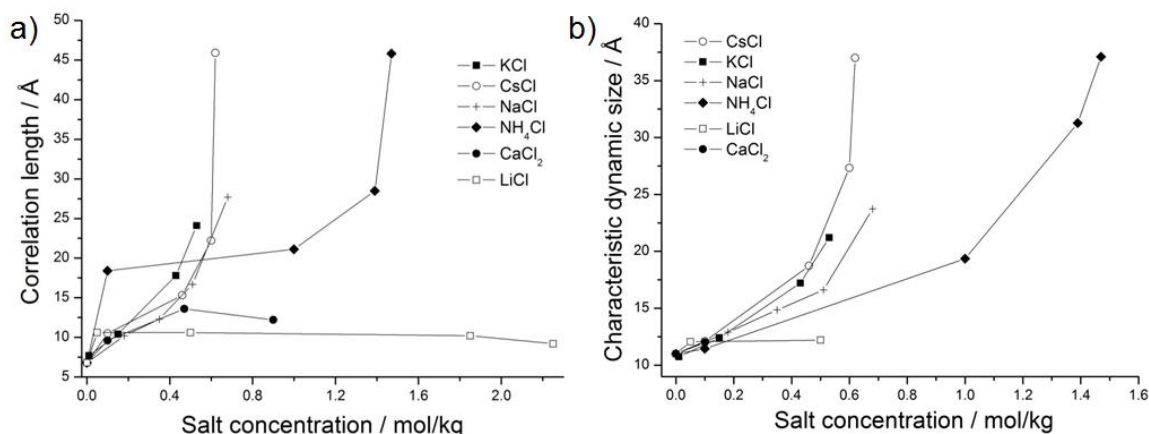 a)
Correlation length / Å
50
45
40
35
30
25
20
15
10
5
0.0
0.4
0.8
1.2
1.6
2.0
Salt concentration / mol/kg
KCl
CsCl
NaCl
NH₄Cl
CaCl₂
LiCl
b)
Characteristic dynamic size / Å
40
35
30
25
20
15
10
0.0
0.2
0.4
0.6
0.8
1.0
1.2
1.4
1.6
Salt concentration / mol/kg
CsCl
KCl
NaCl
NH₄Cl
LiCl
CaCl₂